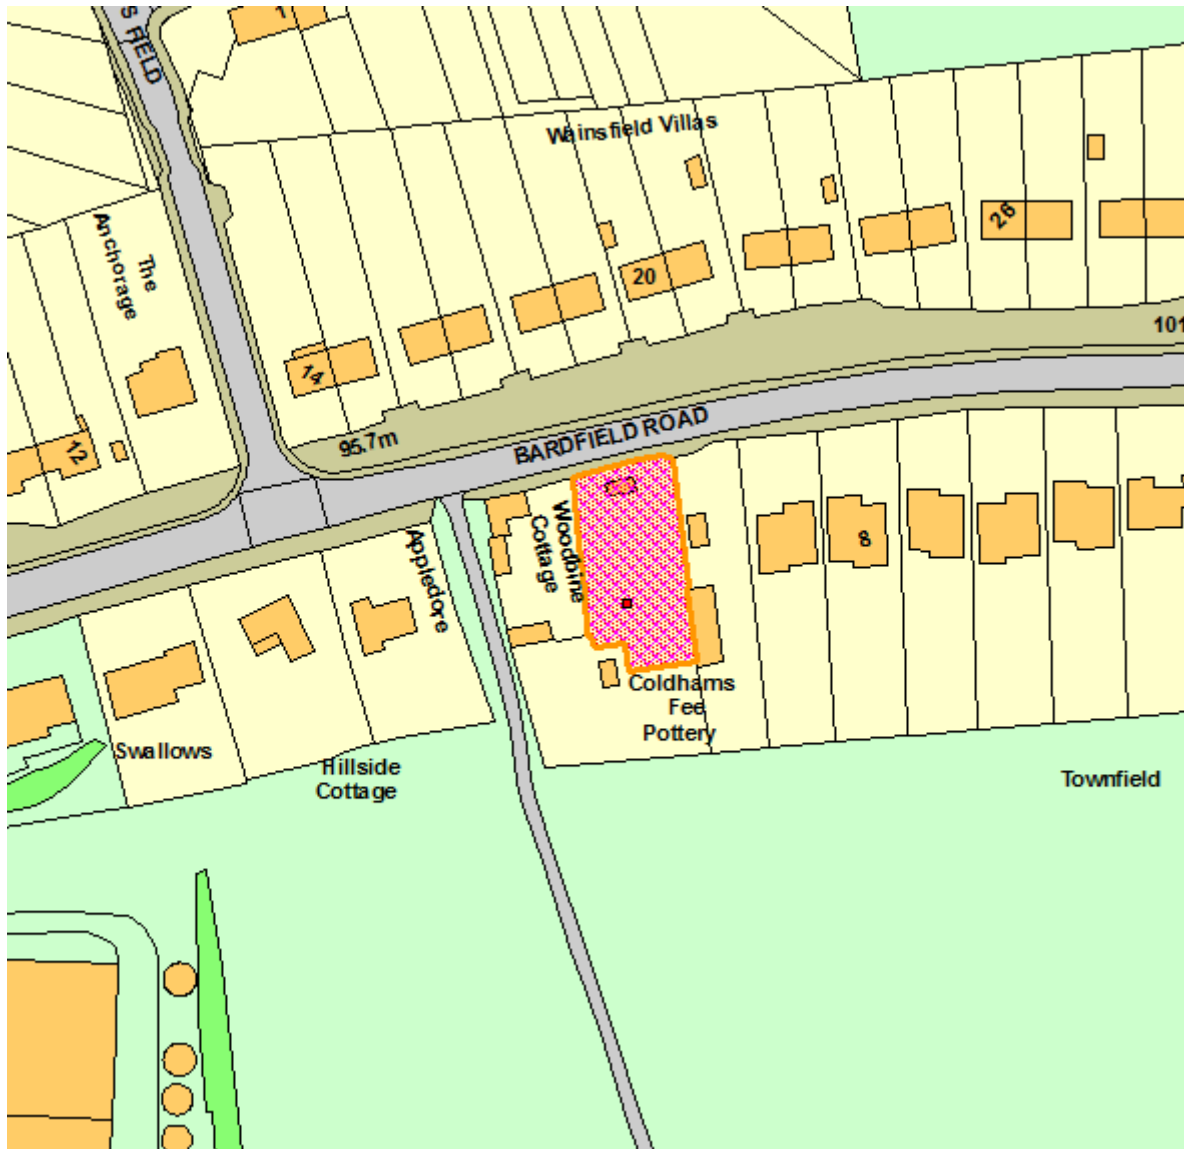 S FIELD
1
Wainsfield Villas
The
Anchorage
26
20
101
14
95.7m
BARDFIELD ROAD
12
Woodbine
Cottage
Appledore
8
Coldhams
Fee
Pottery
Swallows
Hillside
Cottage
Townfield